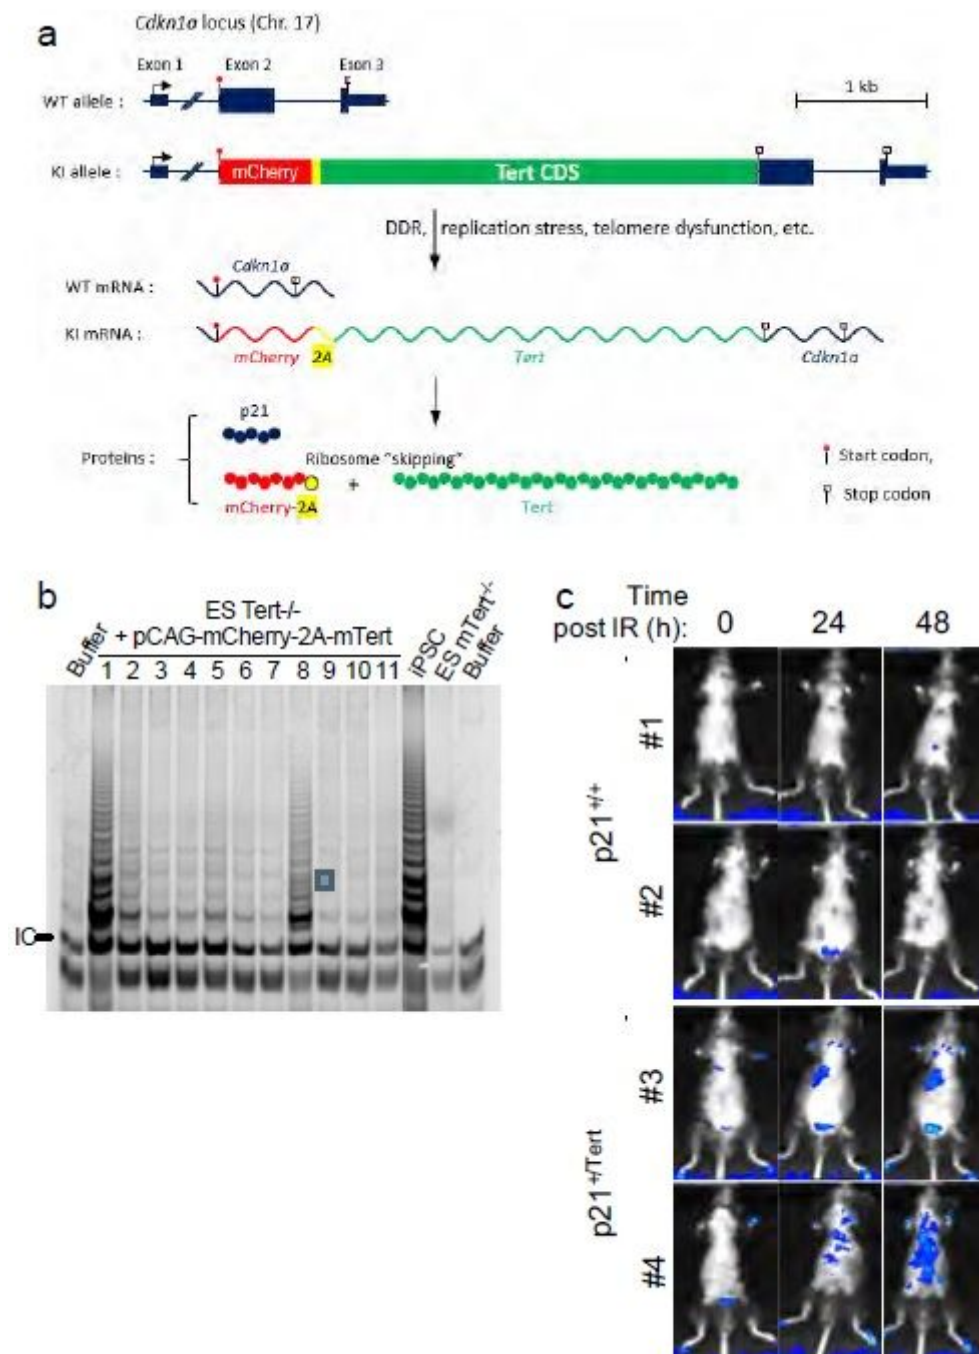 a
Cdkn1a locus (Chr. 17)
Exon 1 Exon 2 Exon 3
WT allele :
1 kb
KI allele :
mCherry
Tert CDS
DDR, replication stress, telomere dysfunction, etc.
Cdkn1a
WT mRNA :
KI mRNA :
mCherry 2A Tert Cdkn1a
p21
Proteins :
Ribosome "skipping"
+
mCherry-2A Tert
Start codon,
Stop codon
b
ES Tert-/-
+ pCAG-mCherry-2A-mTert
Buffer
1 2 3 4 5 6 7 8 9 10 11
iPSC
ES mTert-/-
Buffer
IC
c
Time
post IR (h): 0 24 48
p21+/+
#1
#2
p21+/Tert
#3
#4